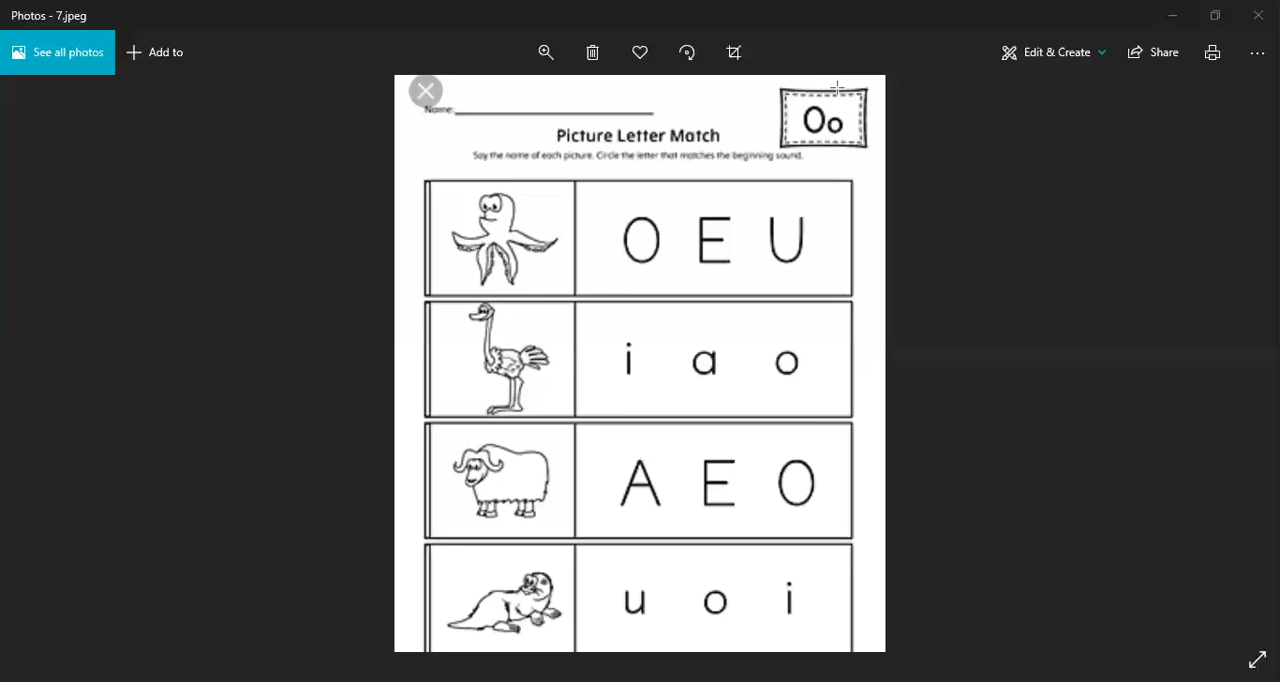 Photos - 7.jpeg
See all photos
Add to
Edit & Create
Share
Name:
Oo
Picture Letter Match
Say the name of each picture. Circle the letter that matches the beginning sound.
O E U
i a o
A E O
u o i